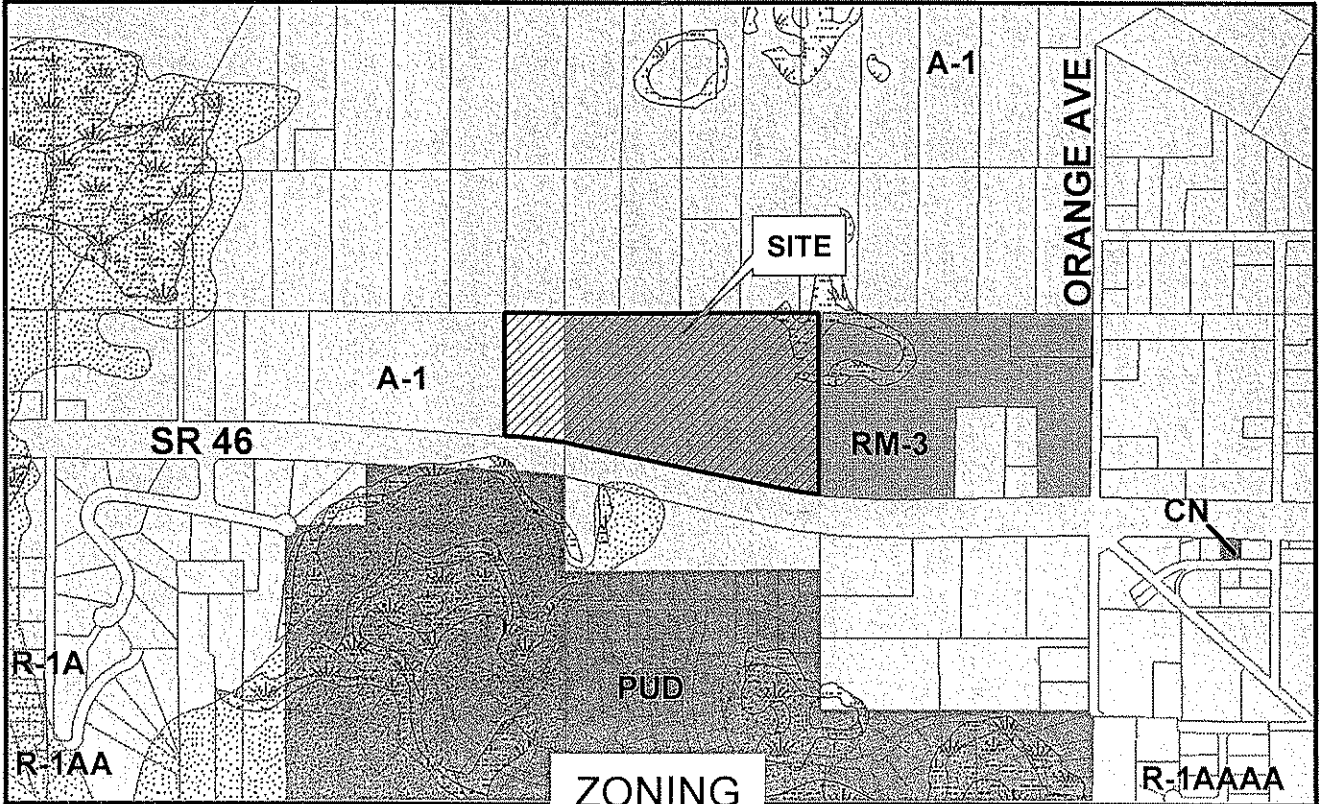 A-1
ORANGE AVE
SITE
A-1
SR 46
RM-3
CN
R-1A
PUD
R-1AA
ZONING
R-1AAAA